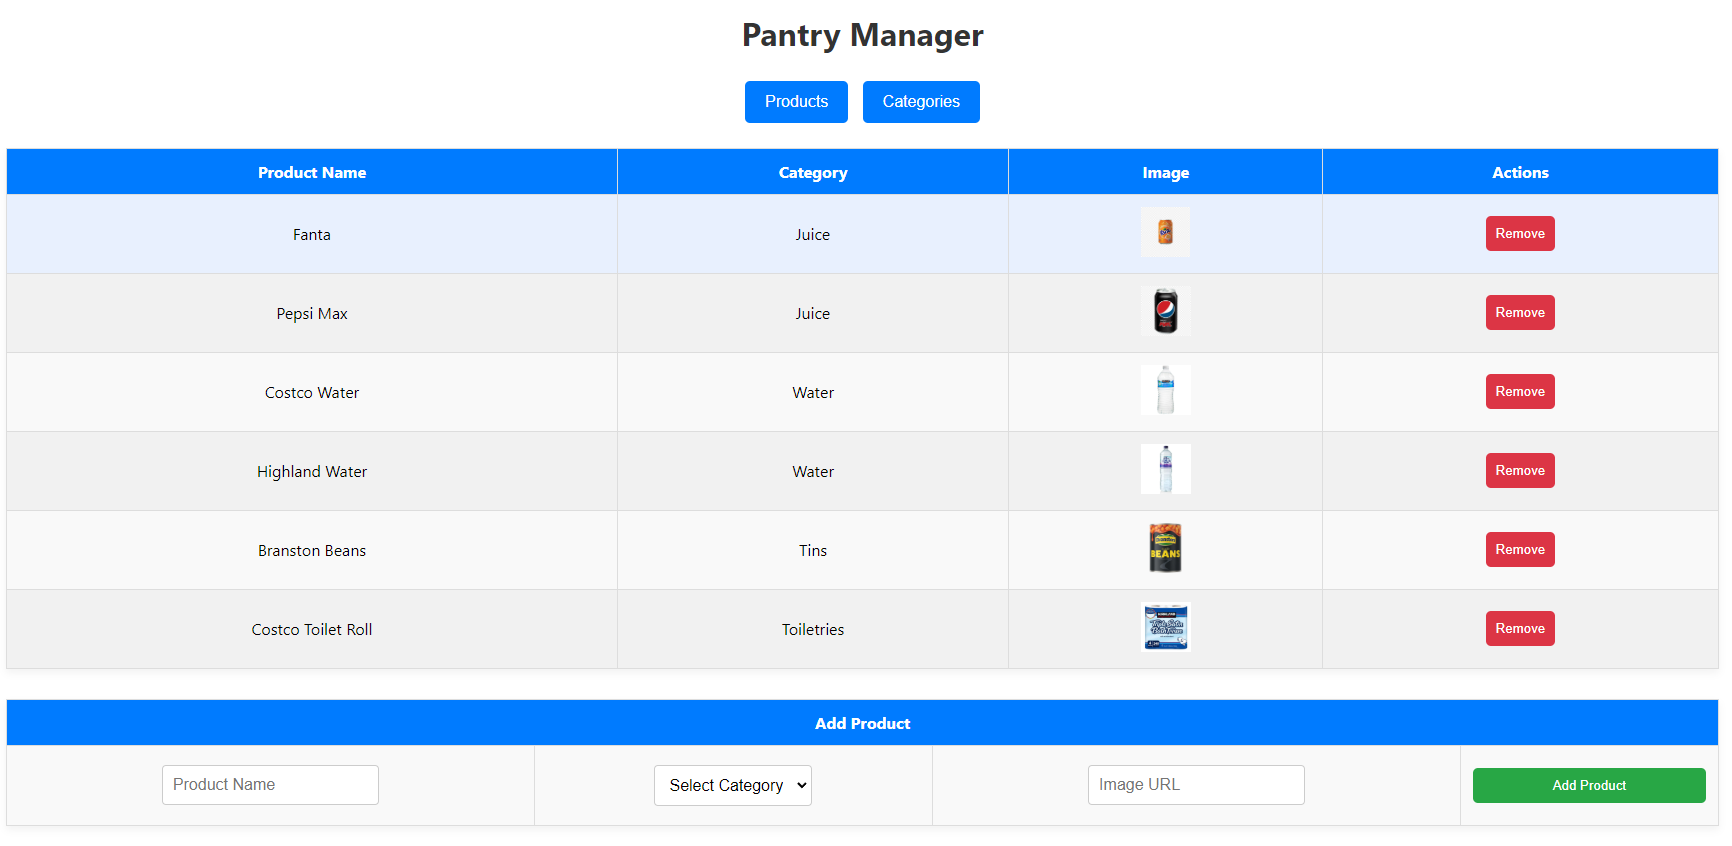 Pantry Manager
Products Categories
Product Name Category Image Actions
Fanta Juice Remove
Pepsi Max Juice Remove
Costco Water Water Remove
Highland Water Water Remove
Branston Beans Tins BEANS Remove
Costco Toilet Roll Toiletries Remove
Add Product
Product Name Select Category Image URL Add Product